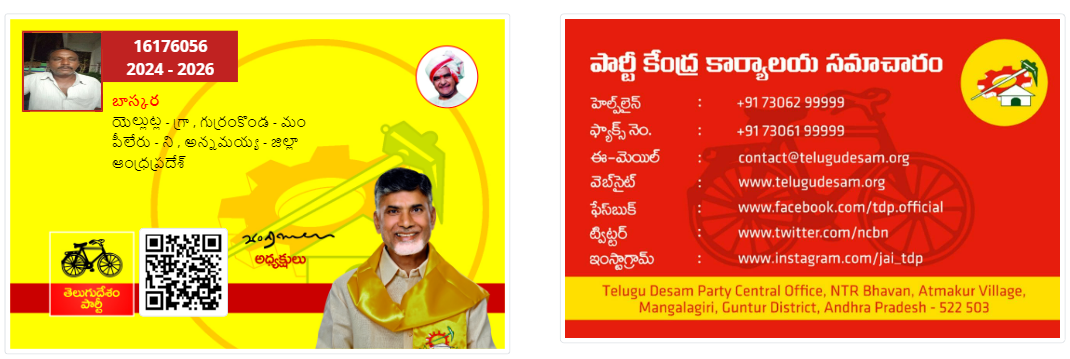 16176056
2024 - 2026
బాస్కర
యెల్లుట్ల - గ్రా , గుర్రంకొండ - మం
పీలేరు - ని , అన్నమయ్య - జిల్లా
ఆంధ్రప్రదేశ్
అధ్యక్షులు
తెలుగుదేశం
పార్టీ
పార్టీ కేంద్ర కార్యాలయ సమాచారం
హెల్ప్‌లైన్ : +91 73062 99999
ఫ్యాక్స్ నెం. : +91 73061 99999
ఈ-మెయిల్ : contact@telugudesam.org
వెబ్‌సైట్ : www.telugudesam.org
ఫేస్‌బుక్ : www.facebook.com/tdp.official
ట్విట్టర్ : www.twitter.com/ncbn
ఇంస్టాగ్రామ్ : www.instagram.com/jai_tdp
Telugu Desam Party Central Office, NTR Bhavan, Atmakur Village,
Mangalagiri, Guntur District, Andhra Pradesh - 522 503